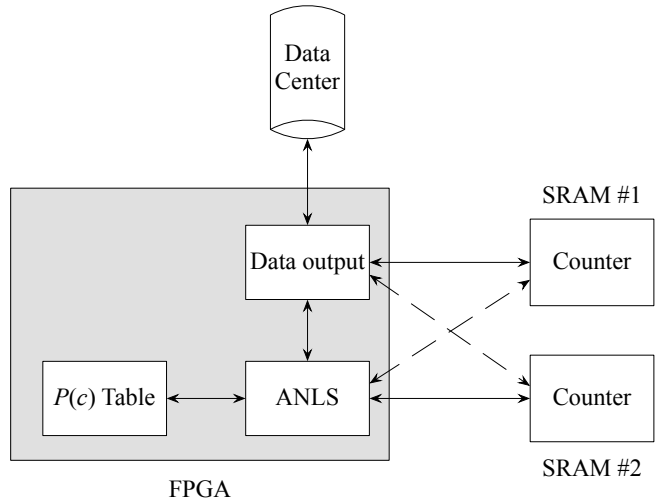 Data
Center
SRAM #1
Data output
Counter
P(c) Table
ANLS
Counter
SRAM #2
FPGA